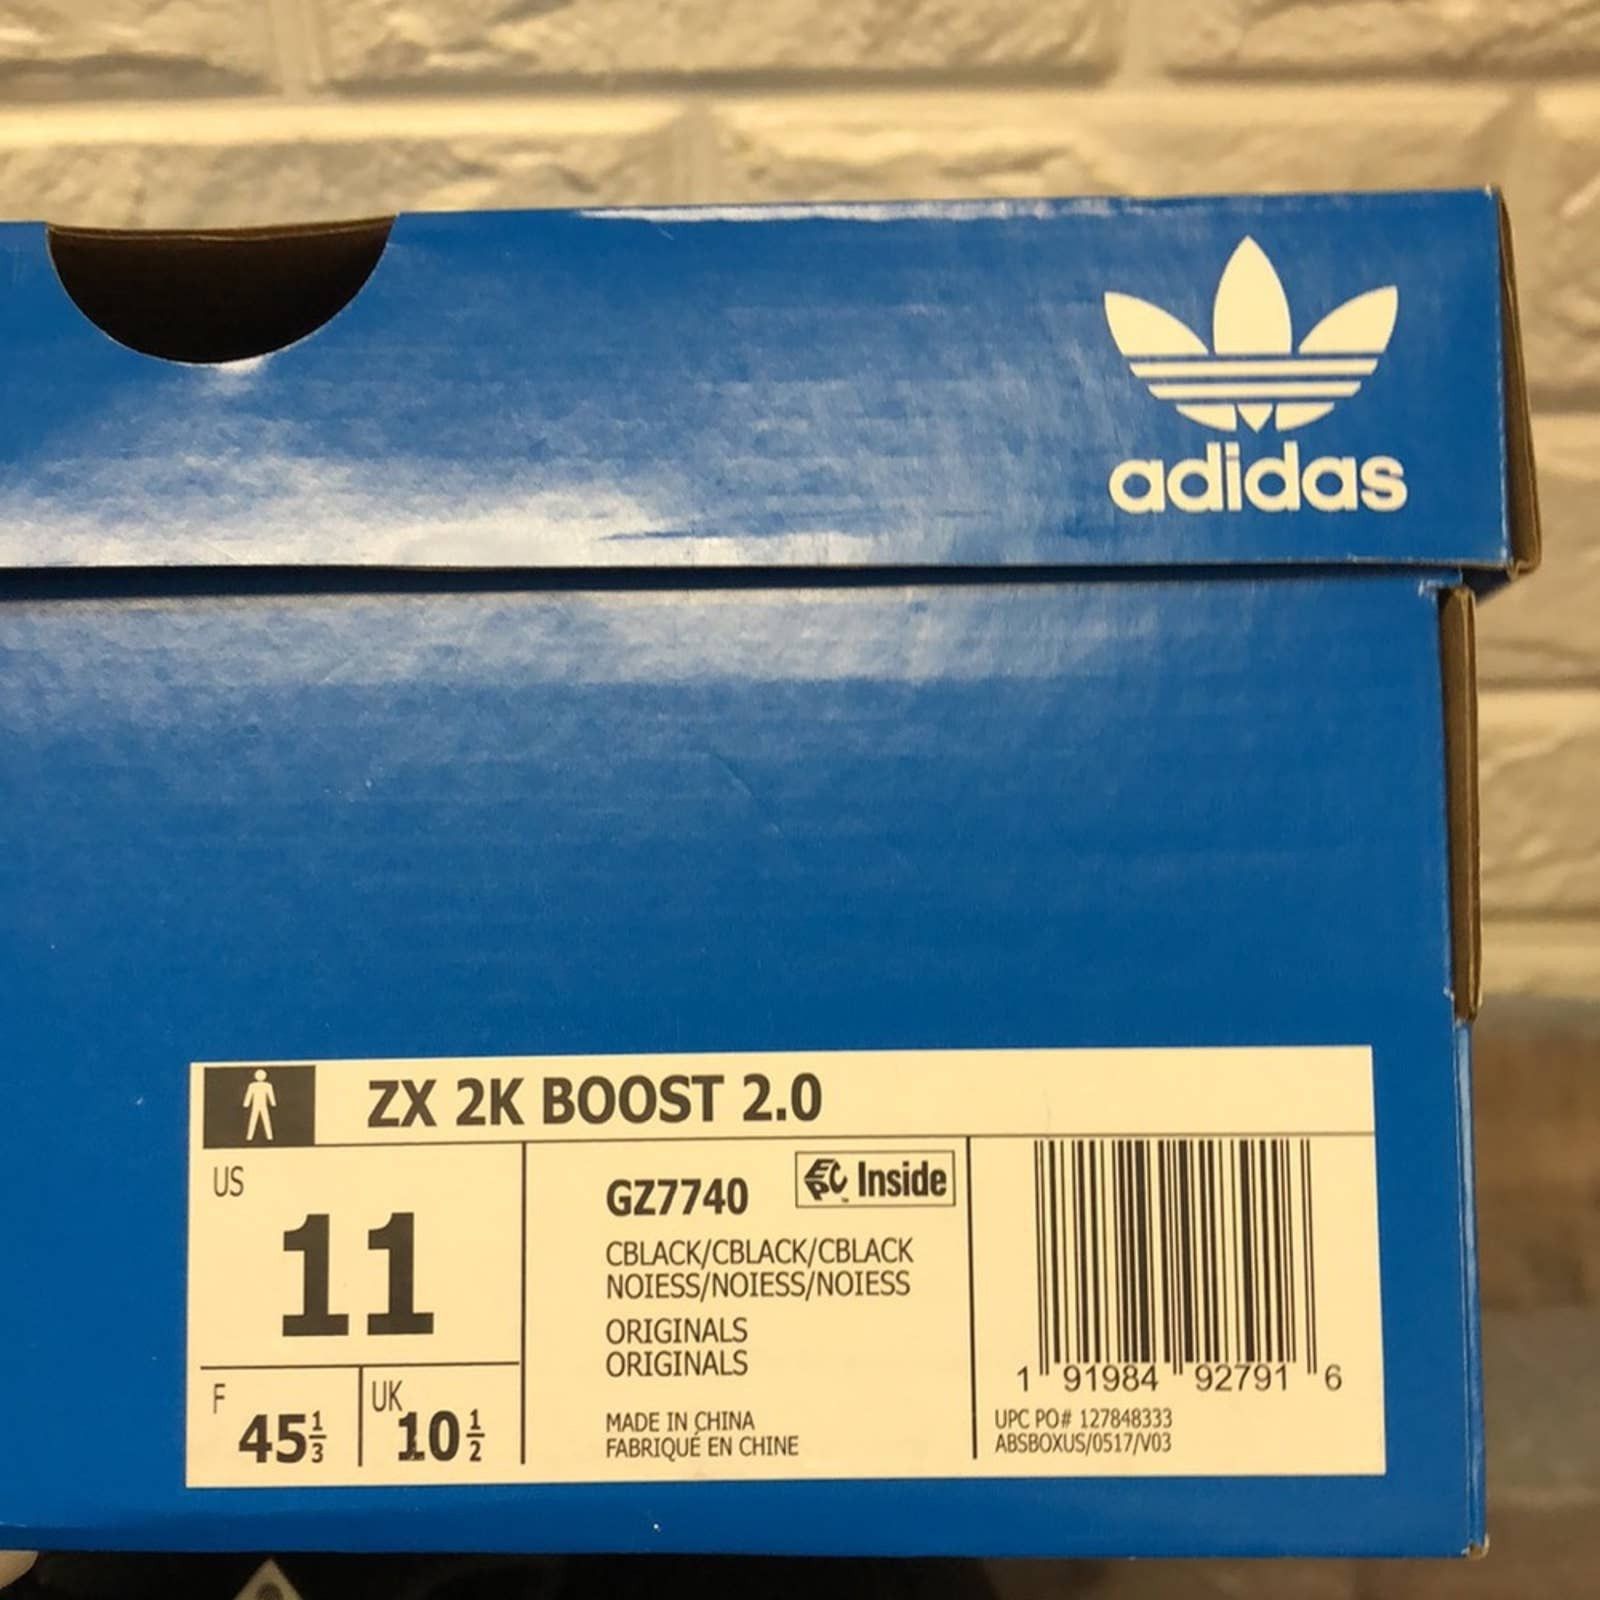 adidas
ZX 2K BOOST 2.0
US
11
F
45 1/3
UK
10 1/2
GZ7740
EPC Inside
CBLACK/CBLACK/CBLACK
NOIESS/NOIESS/NOIESS
ORIGINALS
ORIGINALS
MADE IN CHINA
FABRIQUÉ EN CHINE
1 91984 92791 6
UPC PO# 127848333
ABSBOXUS/0517/V03